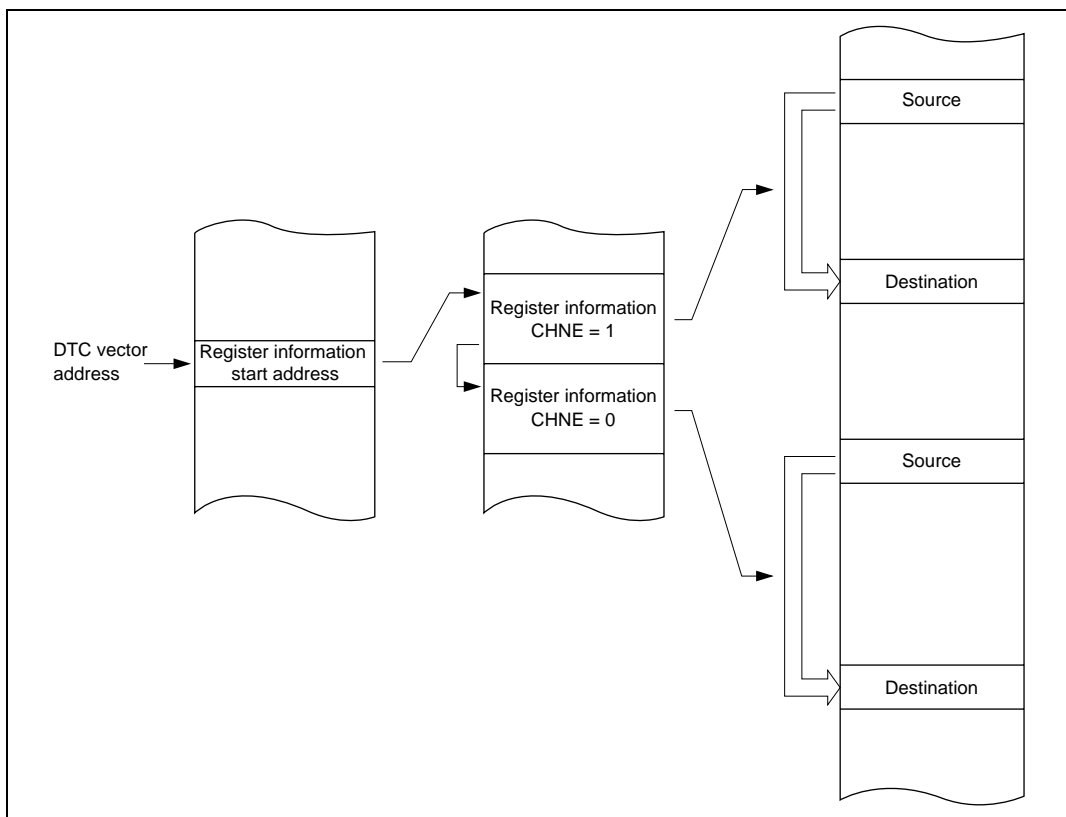 DTC vector
address
Register information
start address
Register information
CHNE = 1
Register information
CHNE = 0
Source
Destination
Source
Destination